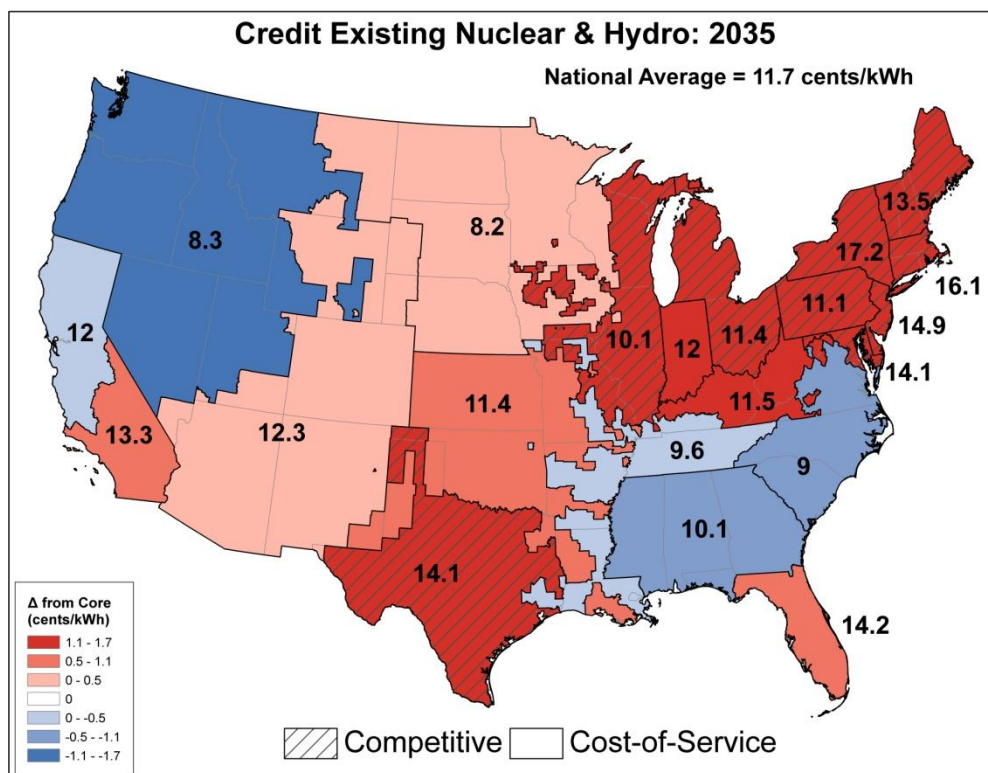 Credit Existing Nuclear & Hydro: 2035
National Average = 11.7 cents/kWh
8.3
8.2
13.5
17.2
16.1
12
10.1
12
11.4
11.1
14.9
14.1
13.3
12.3
11.4
11.5
9.6
9
10.1
14.1
14.2
Δ from Core
(cents/kWh)
1.1 - 1.7
0.5 - 1.1
0 - 0.5
0
0 - -0.5
-0.5 - -1.1
-1.1 - -1.7
Competitive
Cost-of-Service